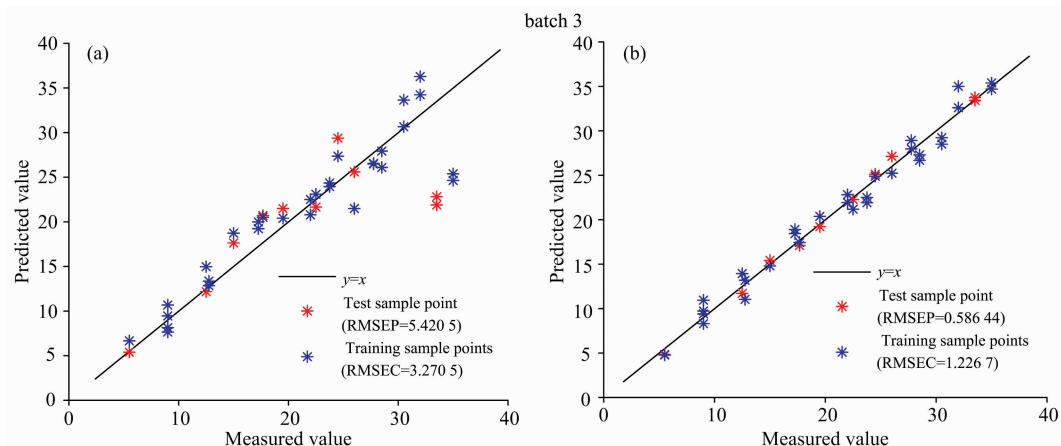 batch 3
(a)
40
35
30
25
20
15
10
5
0
Predicted value
0 10 20 30 40
Measured value
y=x
Test sample point
(RMSEP=5.420 5)
Training sample points
(RMSEC=3.270 5)
(b)
40
35
30
25
20
15
10
5
0
Predicted value
0 10 20 30 40
Measured value
y=x
Test sample point
(RMSEP=0.586 44)
Training sample points
(RMSEC=1.226 7)